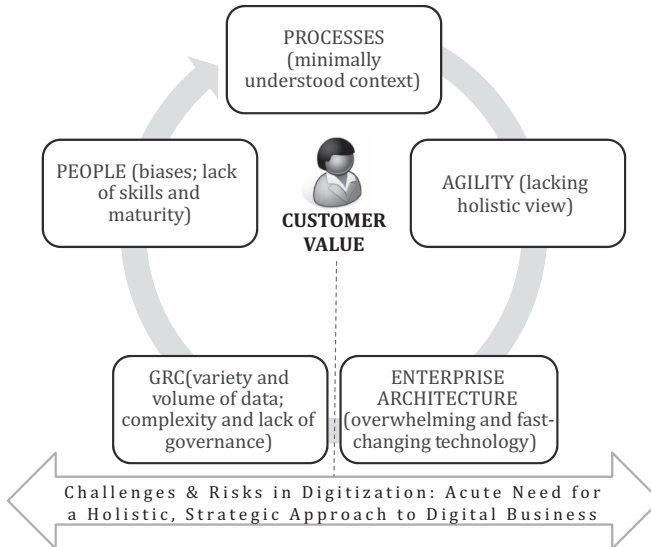 PROCESSES
(minimally
understood context)
PEOPLE (biases; lack
of skills and
maturity)
AGILITY (lacking
holistic view)
CUSTOMER
VALUE
GRC(variety and
volume of data;
complexity and lack of
governance)
ENTERPRISE
ARCHITECTURE
(overwhelming and fast-
changing technology)
Challenges & Risks in Digitization: Acute Need for
a Holistic, Strategic Approach to Digital Business